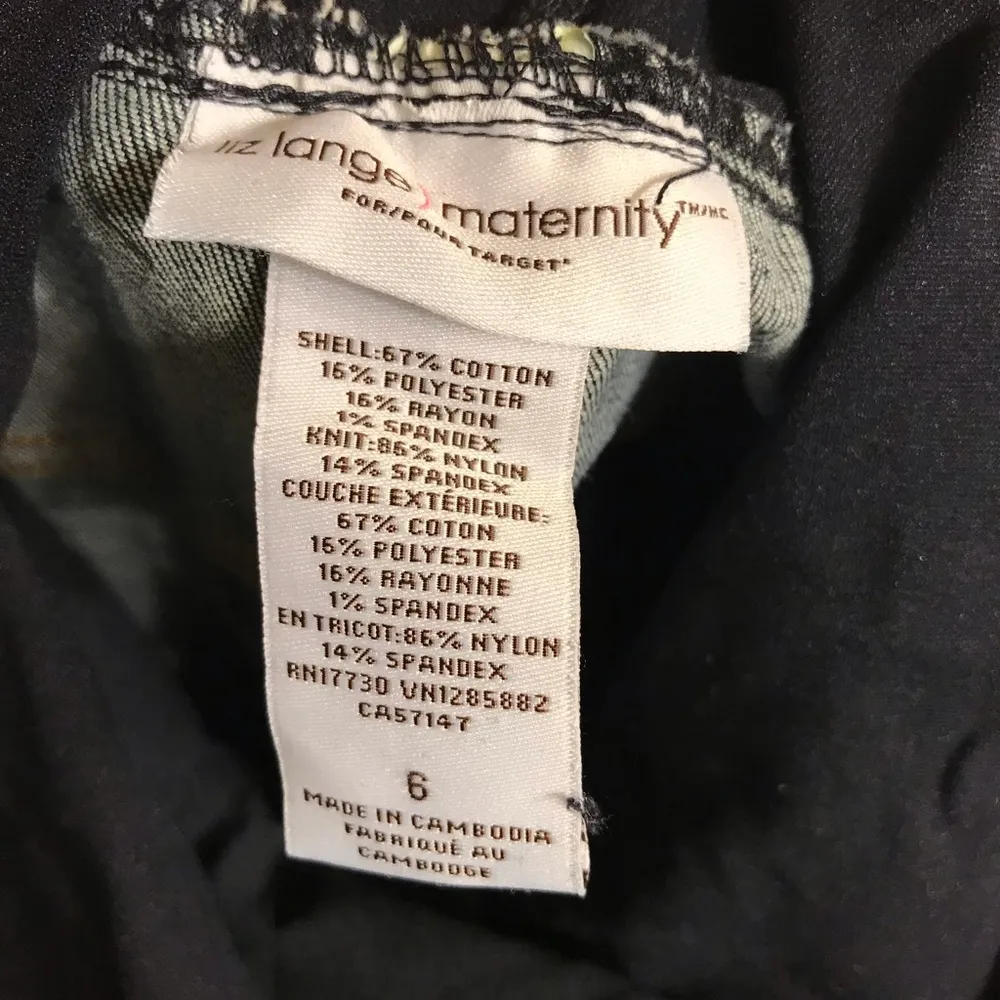 liz lange) maternity TM/MC
FOR/POUR TARGET*
SHELL:67% COTTON
16% POLYESTER
16% RAYON
1% SPANDEX
KNIT:86% NYLON
14% SPANDEX
COUCHE EXTÉRIEURE:
67% COTON
16% POLYESTER
16% RAYONNE
1% SPANDEX
EN TRICOT:86% NYLON
14% SPANDEX
RN17730 VN1285882
CA57147
6
MADE IN CAMBODIA
FABRIQUÉ AU
CAMBODGE